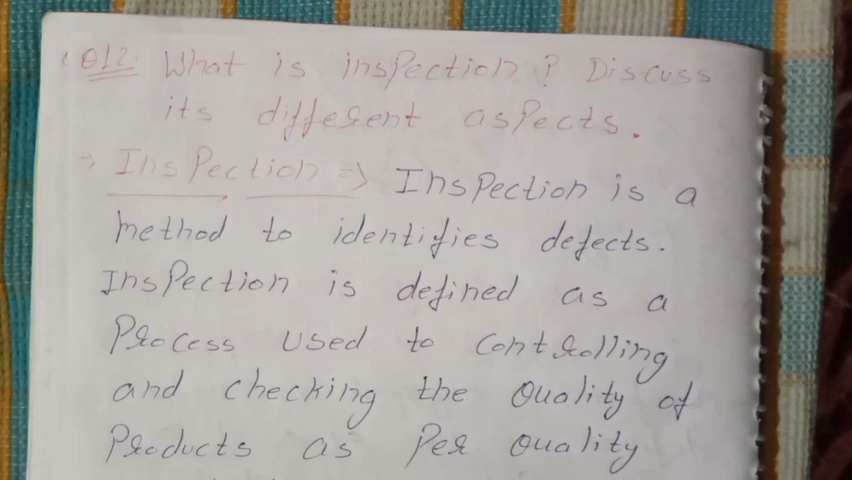 Q12. What is inspection? Discuss
its different aspects.
→ Inspection ⇒ Inspection is a
method to identifies defects.
Inspection is defined as a
Process used to controlling
and checking the Quality of
Products as Per Quality